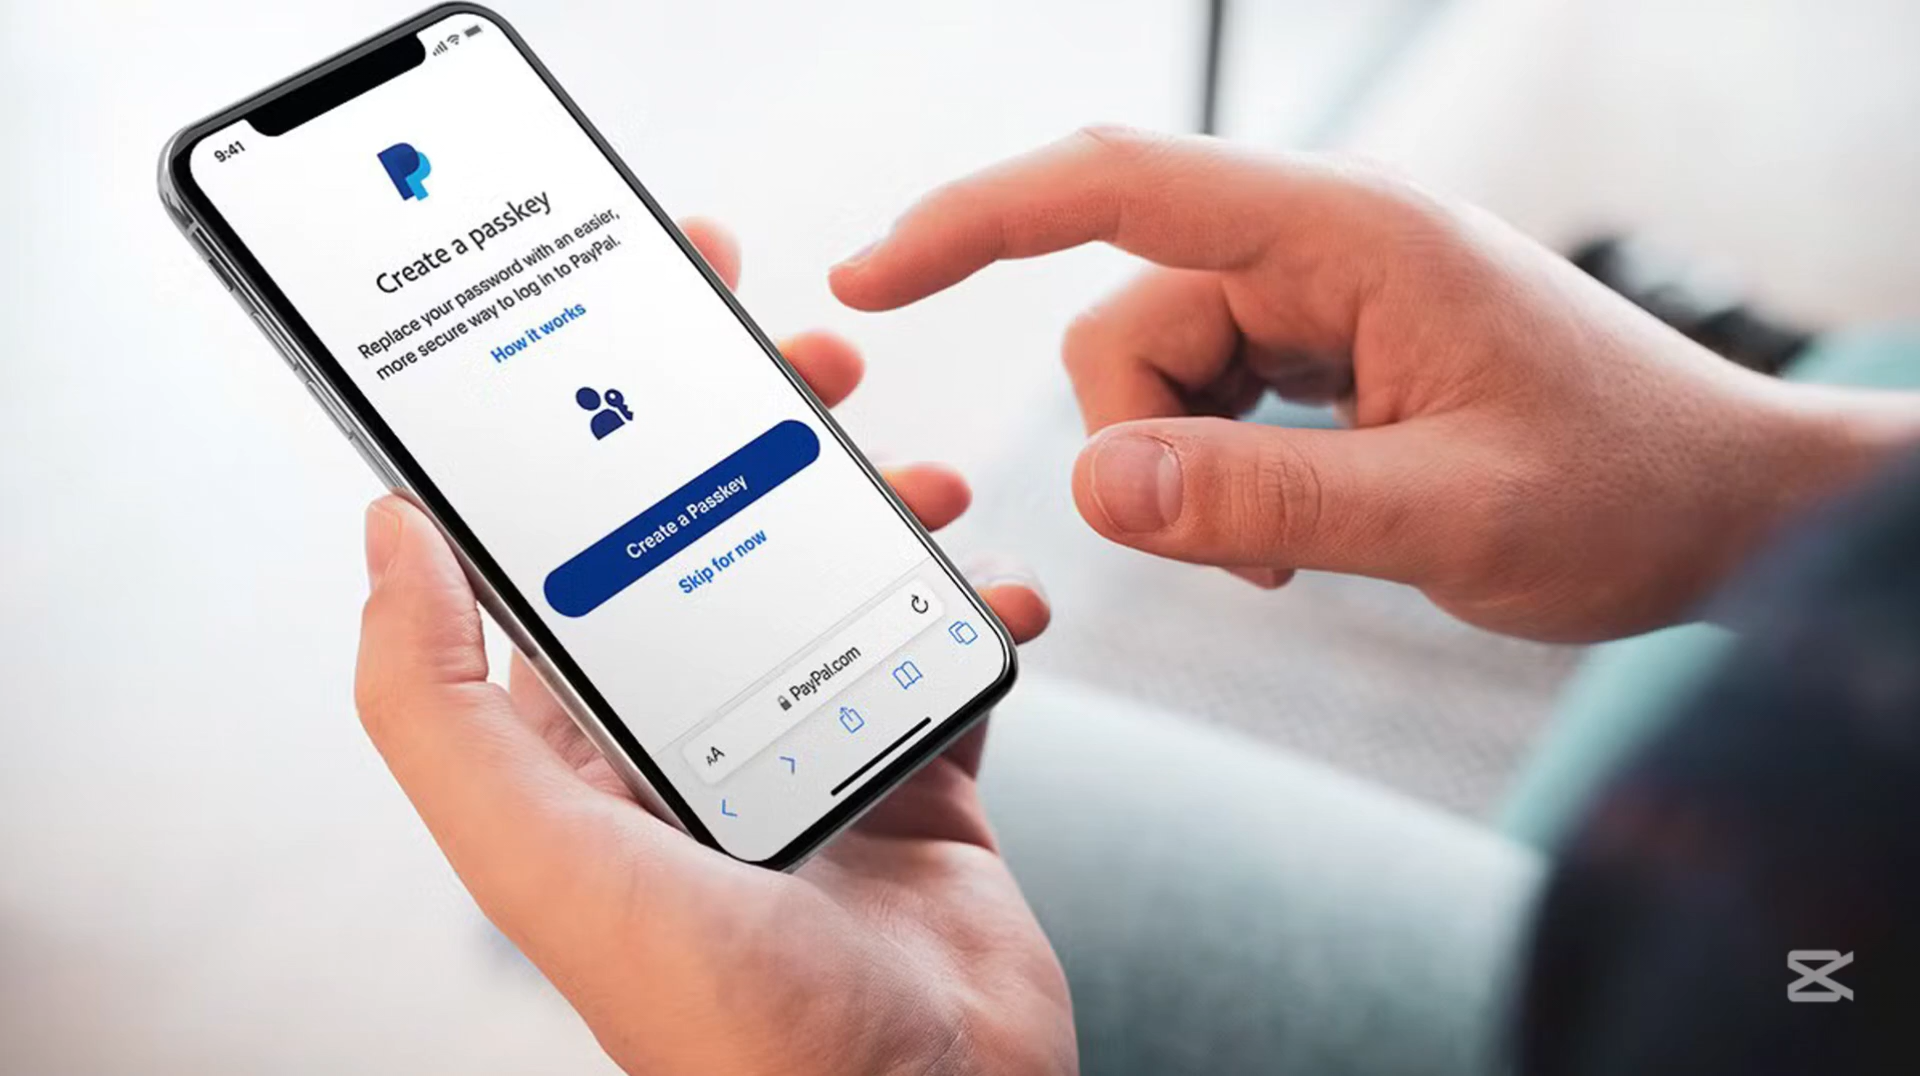 9:41
Create a passkey
Replace your password with an easier,
more secure way to log in to PayPal.
How it works
Create a Passkey
Skip for now
AA
PayPal.com